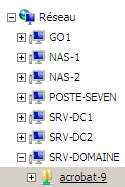 Réseau
GO1
NAS-1
NAS-2
POSTE-SEVEN
SRV-DC1
SRV-DC2
SRV-DOMAINE
acrobat-9